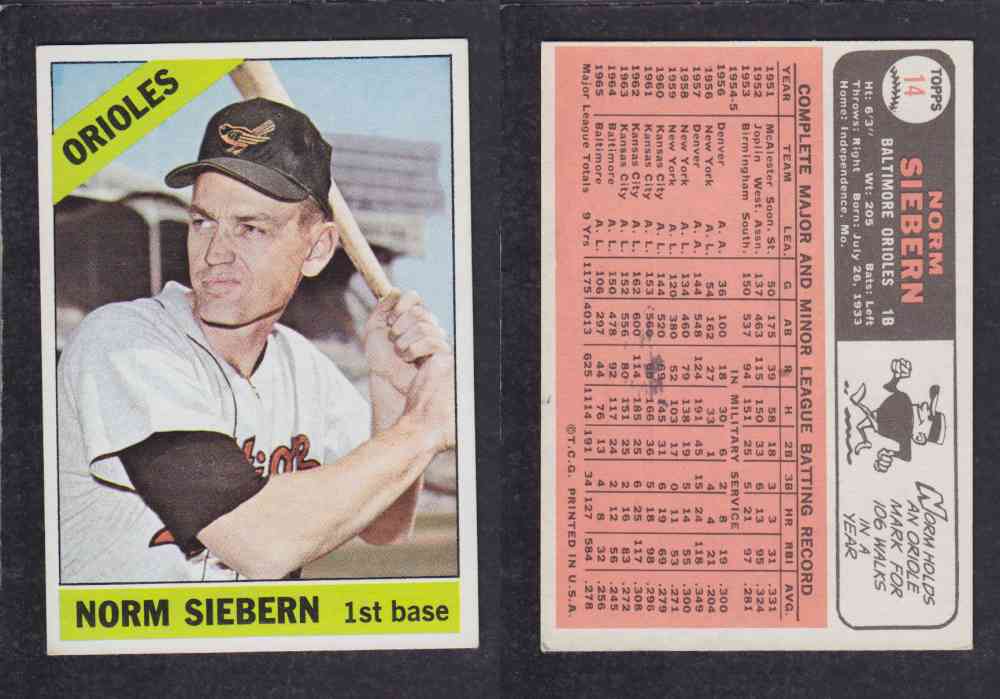 ORIOLES
Orio
NORM SIEBERN 1st base
TOPPS
14
NORM
SIEBERN
BALTIMORE ORIOLES 1B
Ht: 6'3" Wt: 205 Bats: Left
Throws: Right Born: July 26, 1933
Home: Independence, Mo.
NORM HOLDS
AN ORIOLE
MARK FOR
106 WALKS
IN A
YEAR
COMPLETE MAJOR AND MINOR LEAGUE BATTING RECORD
YEAR TEAM LEA. G AB R H 2B 3B HR RBI AVG.
1951 McAlester Soon. St. 50 175 39 58 18 3 3 31 .331
1952 Joplin West. Assn. 137 463 115 150 33 6 13 95 .324
1953 Birmingham South. 150 537 94 151 25 5 21 97 .281
1954-5 IN MILITARY SERVICE
1956 Denver A. A. 36 100 18 30 6 2 8 19 .300
1956 New York A. L. 54 162 27 33 1 4 4 21 .204
1957 Denver A. A. 148 548 124 191 45 15 24 118 .349
1958 New York A. L. 134 460 79 138 19 5 14 55 .300
1959 New York A. L. 120 380 52 103 17 0 11 53 .271
1960 Kansas City A. L. 144 520 69 145 31 6 19 69 .279
1961 Kansas City A. L. 153 560 68 166 36 5 18 98 .296
1962 Kansas City A. L. 162 600 114 185 25 6 25 117 .308
1963 Kansas City A. L. 152 556 80 151 25 2 16 83 .272
1964 Baltimore A. L. 150 478 92 117 24 2 12 56 .245
1965 Baltimore A. L. 106 297 44 76 13 4 8 32 .256
Major League Totals 9 Yrs 1175 4013 625 1114 191 34 127 584 .278
©T.C.G. PRINTED IN U.S.A.